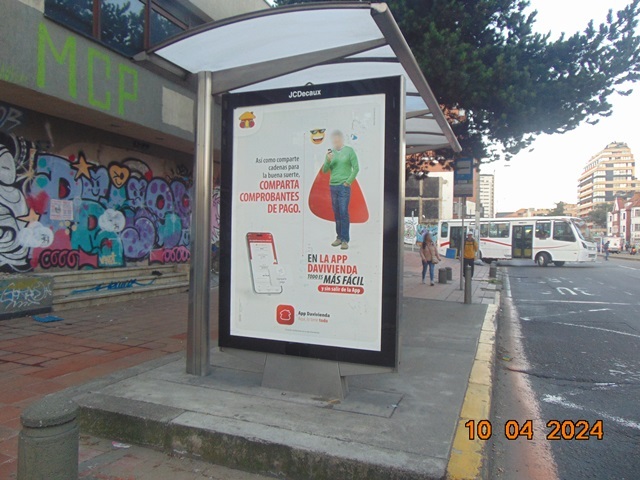 MCP
JCDecaux
Así como comparte
cadenas para
la buena suerte,
COMPARTA
COMPROBANTES
DE PAGO.
EN LA APP
DAVIVIENDA
TODO ES MÁS FÁCIL
y sin salir de la App
App Davivienda
10 04 2024